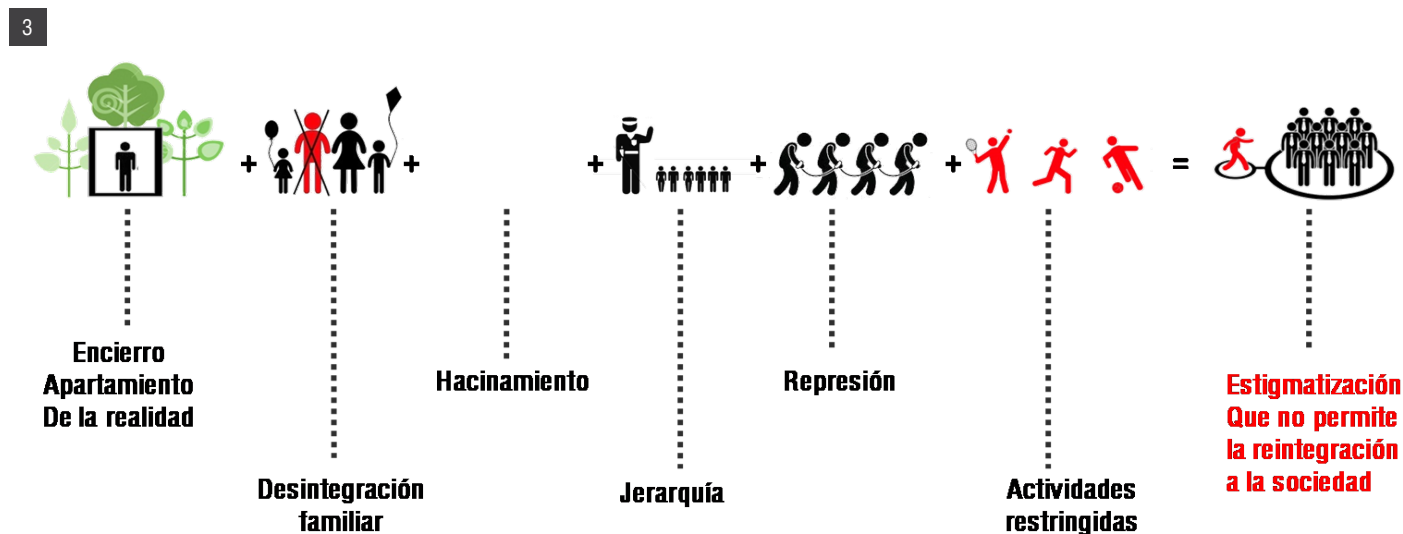 3
+ + + + + =
Encierro
Apartamiento
De la realidad
Desintegración
familiar
Hacinamiento
Jerarquía
Represión
Actividades
restringidas
Estigmatización
Que no permite
la reintegración
a la sociedad